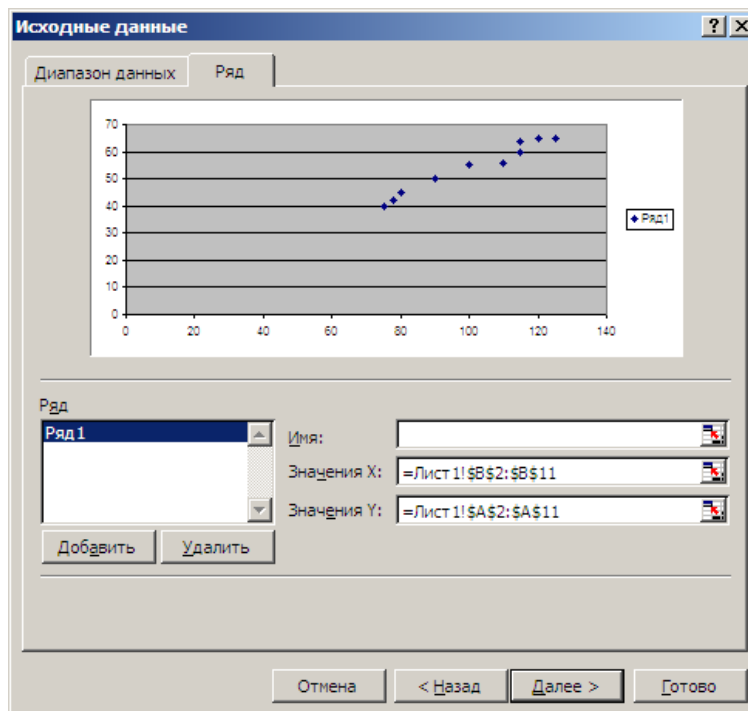 Исходные данные
Диапазон данных Ряд
70
60
50
40
30
20
10
0
0 20 40 60 80 100 120 140
Ряд1
Ряд
Ряд1
Имя:
Значения X: =Лист1!$B$2:$B$11
Значения Y: =Лист1!$A$2:$A$11
Добавить Удалить
Отмена < Назад Далее > Готово